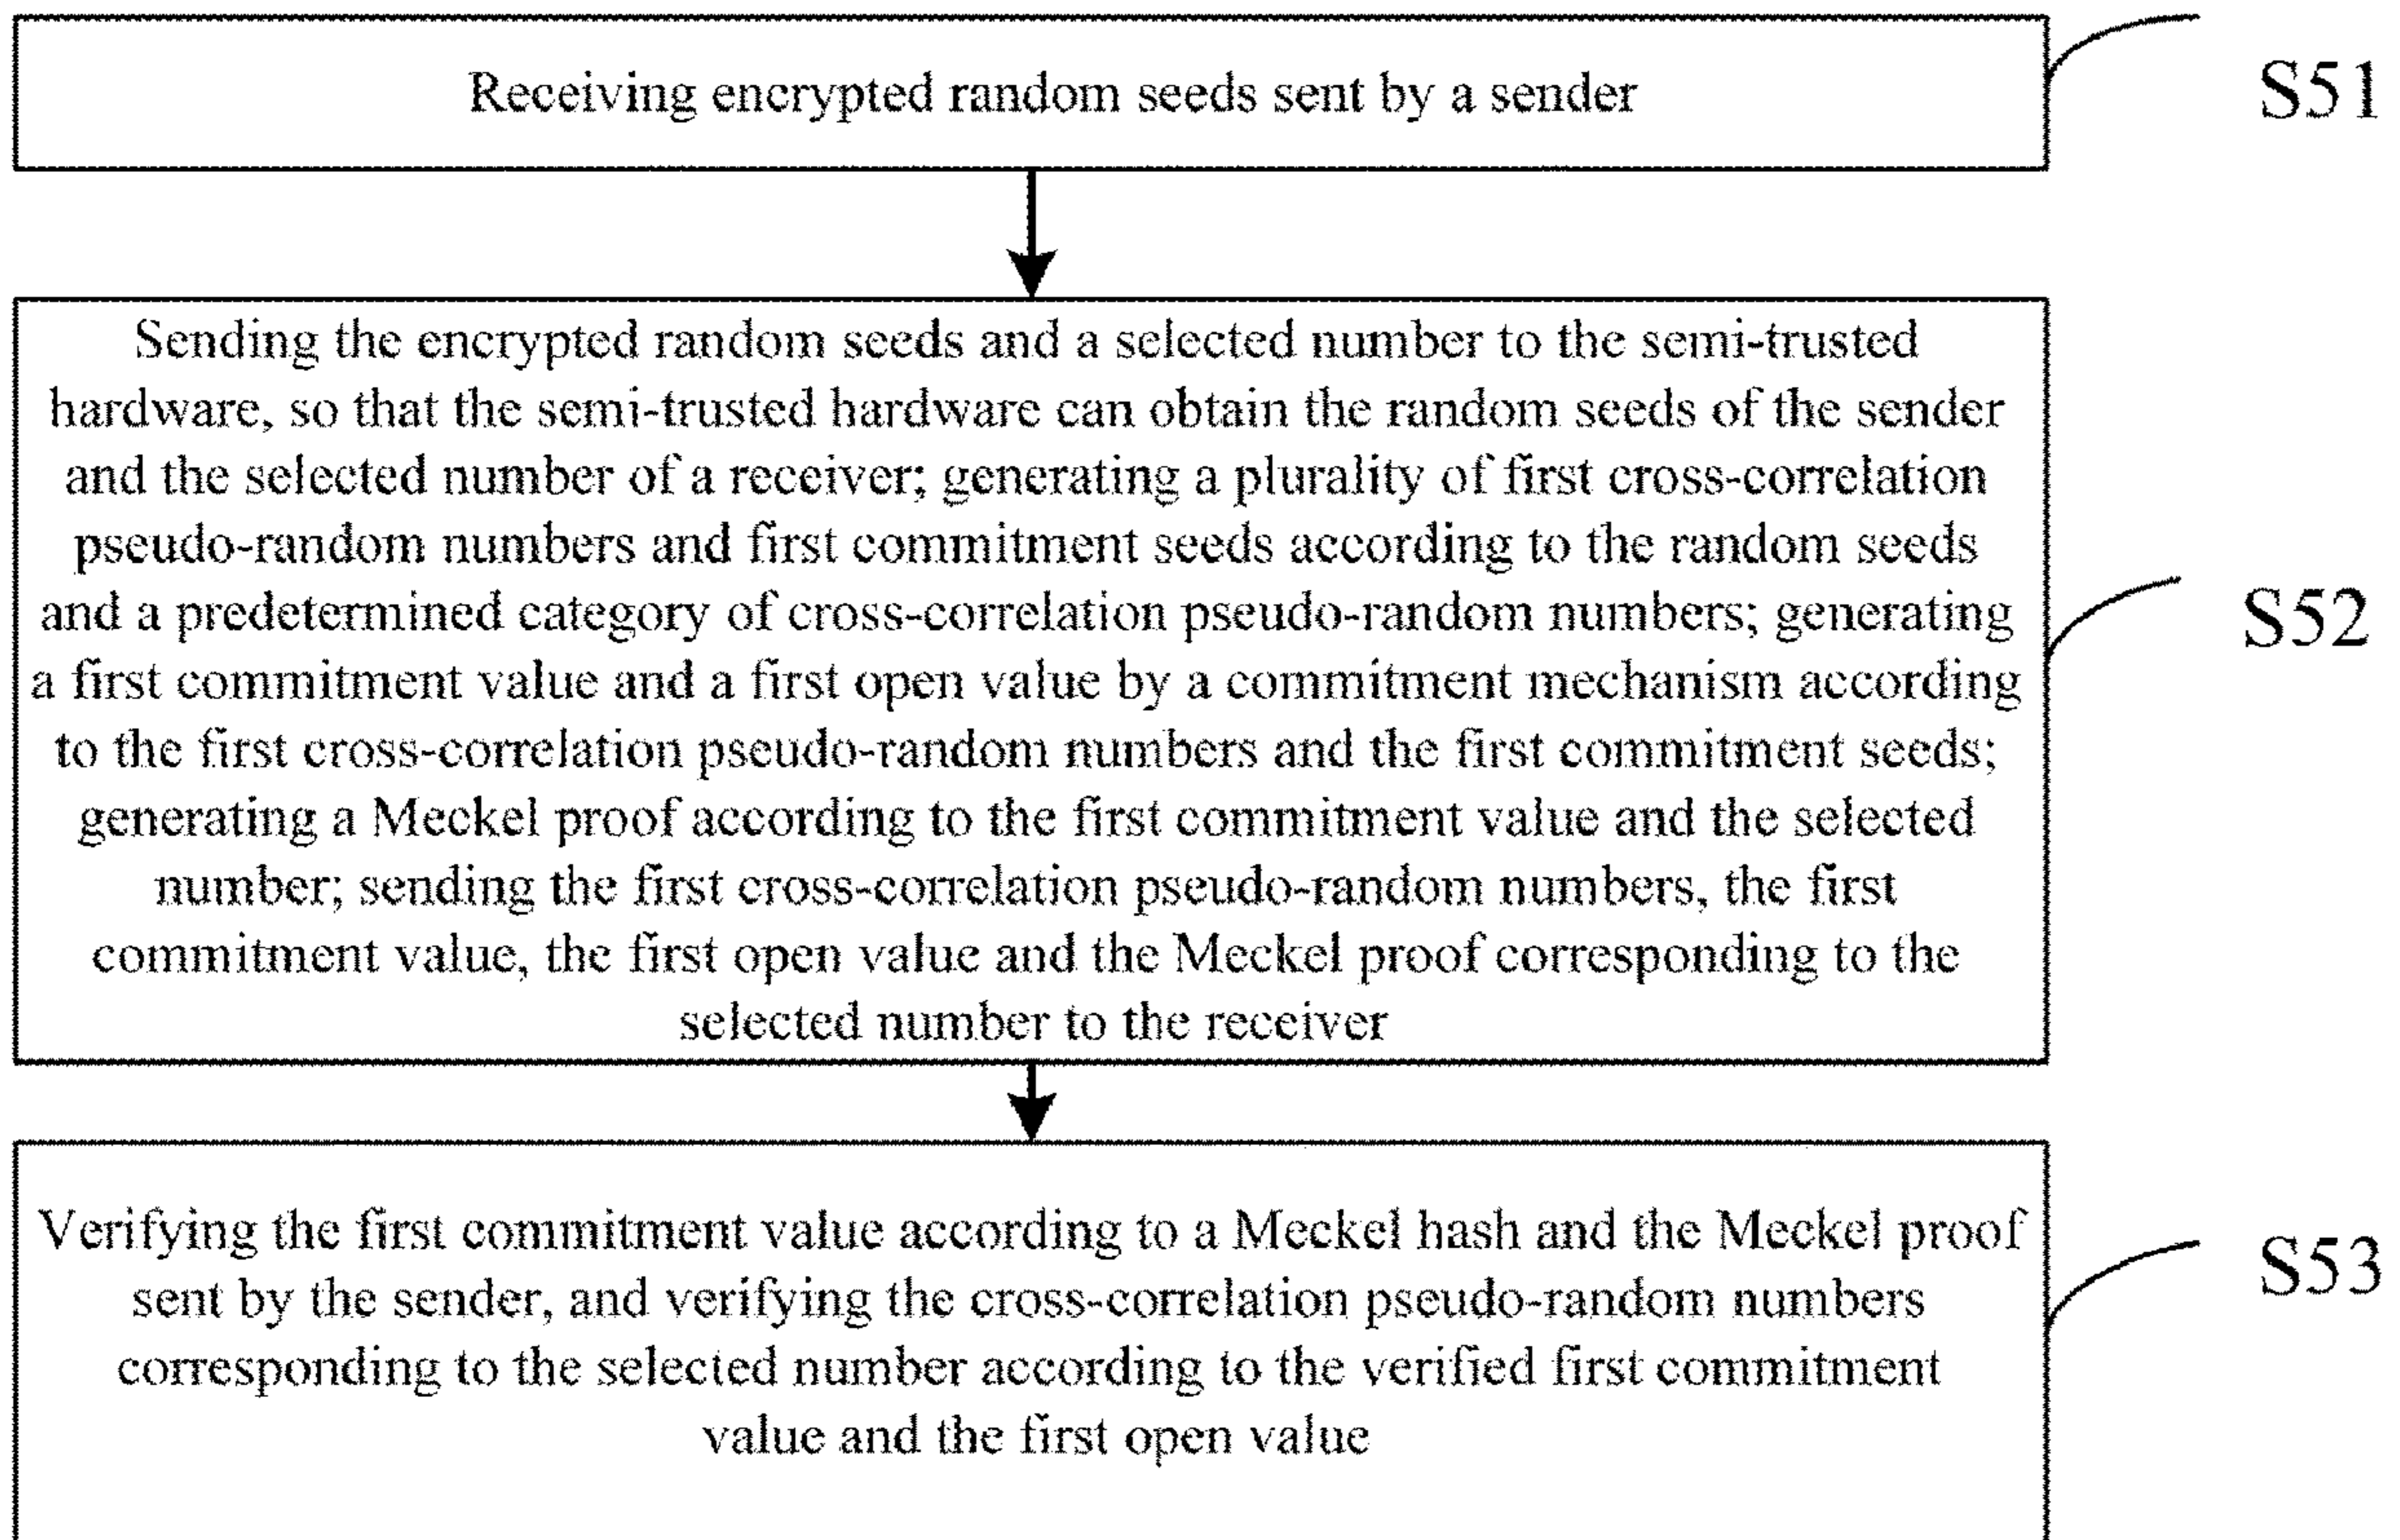 Receiving encrypted random seeds sent by a sender
S51
Sending the encrypted random seeds and a selected number to the semi-trusted
hardware, so that the semi-trusted hardware can obtain the random seeds of the sender
and the selected number of a receiver; generating a plurality of first cross-correlation
pseudo-random numbers and first commitment seeds according to the random seeds
and a predetermined category of cross-correlation pseudo-random numbers; generating
a first commitment value and a first open value by a commitment mechanism according
to the first cross-correlation pseudo-random numbers and the first commitment seeds;
generating a Meckel proof according to the first commitment value and the selected
number; sending the first cross-correlation pseudo-random numbers, the first
commitment value, the first open value and the Meckel proof corresponding to the
selected number to the receiver
S52
Verifying the first commitment value according to a Meckel hash and the Meckel proof
sent by the sender, and verifying the cross-correlation pseudo-random numbers
corresponding to the selected number according to the verified first commitment
value and the first open value
S53